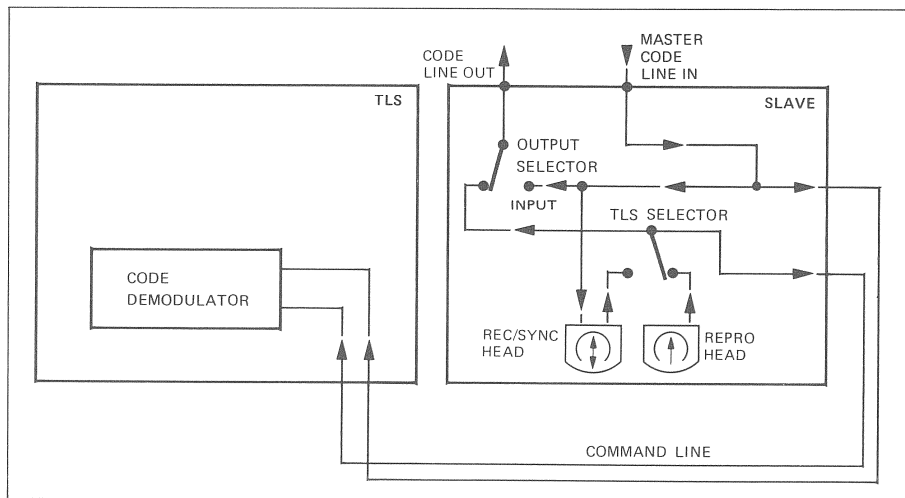 CODE
LINE OUT
MASTER
CODE
LINE IN
TLS
SLAVE
OUTPUT
SELECTOR
INPUT
TLS SELECTOR
CODE
DEMODULATOR
REC/SYNC
HEAD
REPRO
HEAD
COMMAND LINE